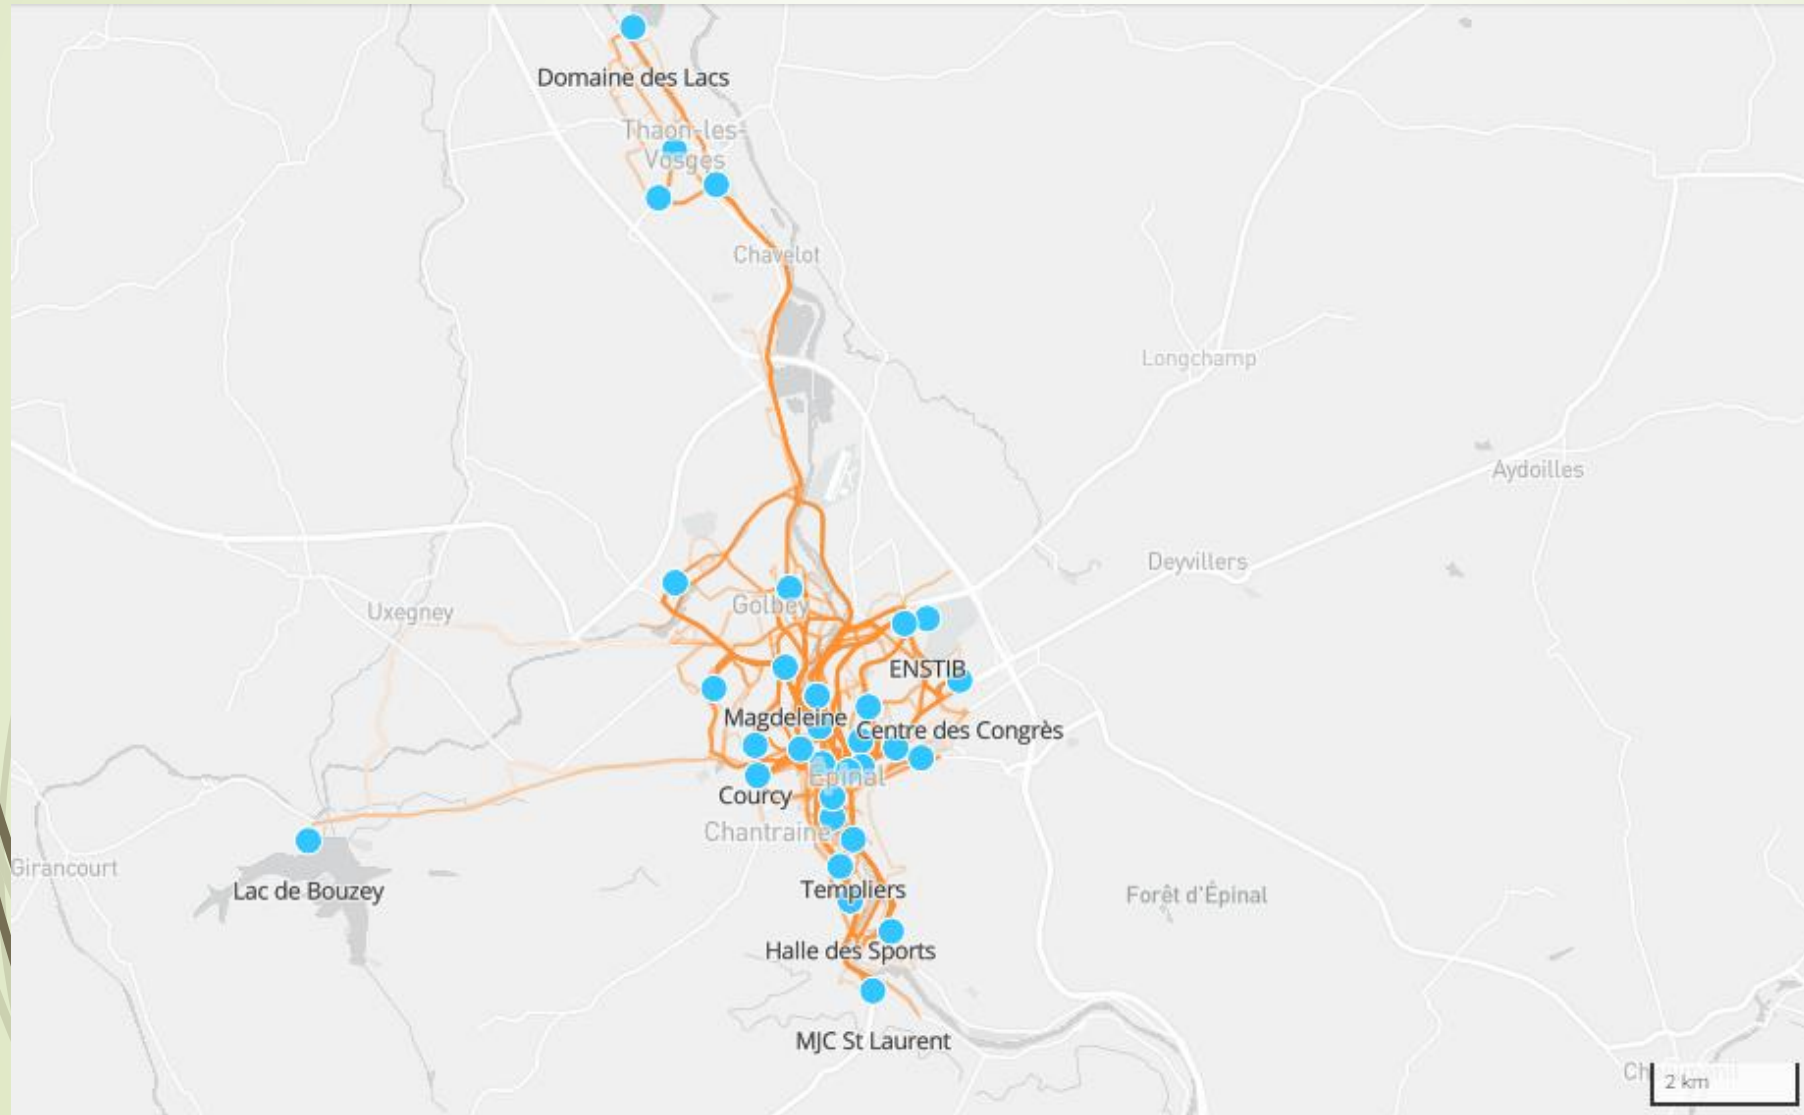 Domaine des Lacs
Thaon-les-
Vosges
Chavelot
Longchamp
Aydoilles
Deyvillers
Golbey
Uxegney
ENSTIB
Magdeleine
Centre des Congrès
Épinal
Courcy
Chantraine
Girancourt
Lac de Bouzey
Templiers
Forêt d'Épinal
Halle des Sports
MJC St Laurent
2 km